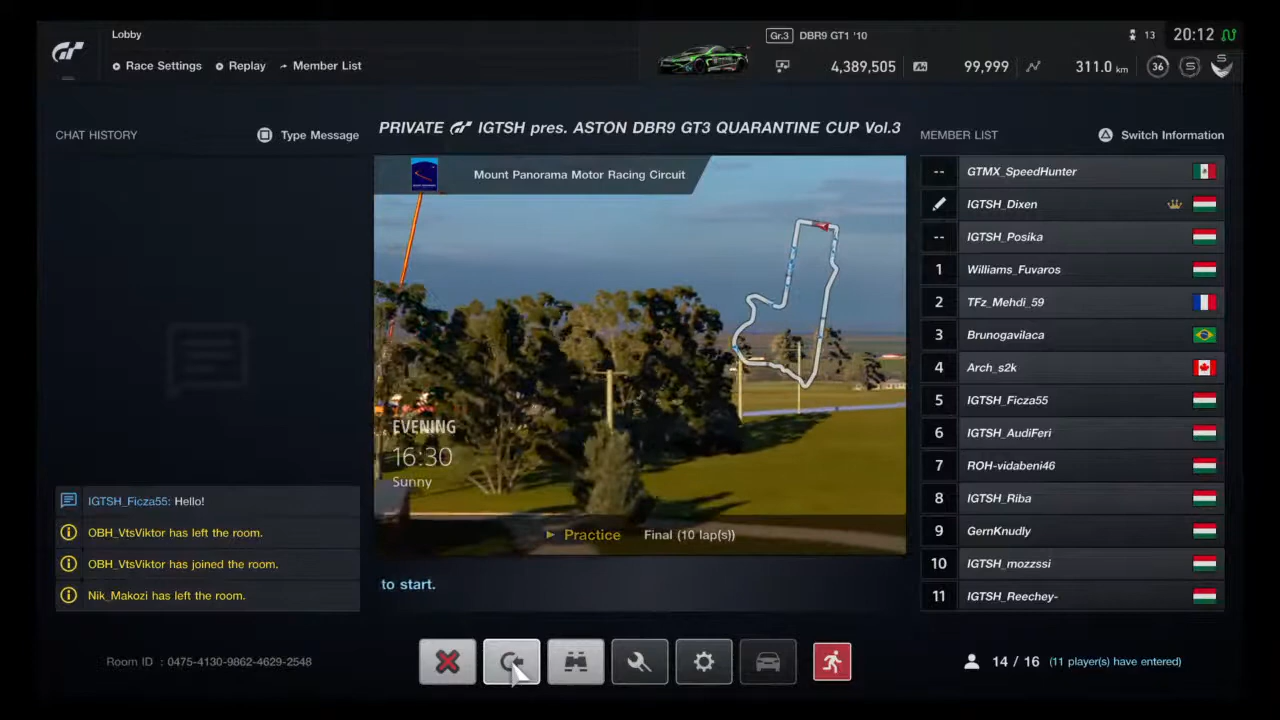 Lobby
Race Settings
Replay
Member List
Gr.3 DBR9 GT1 '10
4,389,505
99,999
311.0 km
36
S
S
13
20:12
CHAT HISTORY
Type Message
PRIVATE GT IGTSH pres. ASTON DBR9 GT3 QUARANTINE CUP Vol.3
MEMBER LIST
Switch Information
Mount Panorama Motor Racing Circuit
EVENING
16:30
Sunny
Practice Final (10 lap(s))
to start.
-- GTMX_SpeedHunter
IGTSH_Dixen
-- IGTSH_Posika
1 Williams_Fuvaros
2 TFz_Mehdi_59
3 Brunogavilaca
4 Arch_s2k
5 IGTSH_Ficza55
6 IGTSH_AudiFeri
7 ROH-vidabeni46
8 IGTSH_Riba
9 GernKnudly
10 IGTSH_mozzsi
11 IGTSH_Reechey-
IGTSH_Ficza55: Hello!
OBH_VtsViktor has left the room.
OBH_VtsViktor has joined the room.
Nik_Makozi has left the room.
Room ID : 0475-4130-9862-4629-2548
14 / 16 (11 player(s) have entered)